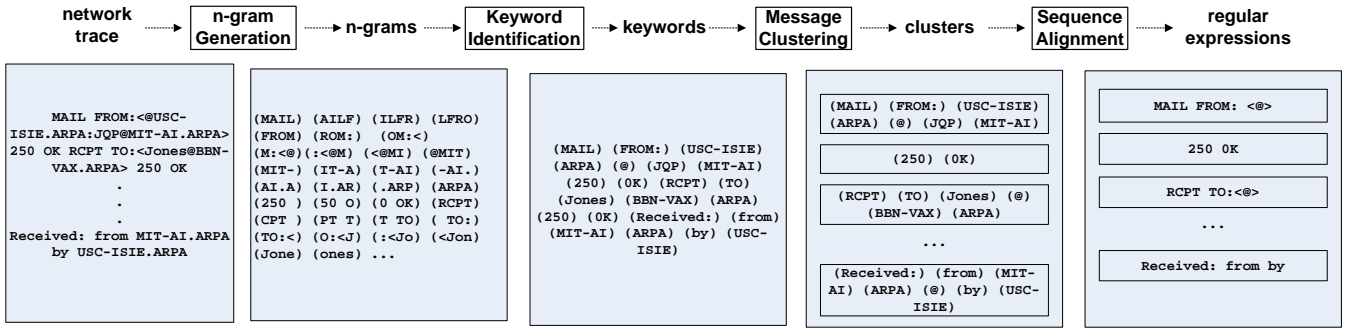 network trace
n-gram Generation
n-grams
Keyword Identification
keywords
Message Clustering
clusters
Sequence Alignment
regular expressions
MAIL FROM:<@USC-
ISIE.ARPA:JQP@MIT-AI.ARPA>
250 OK RCPT TO:<Jones@BBN-
VAX.ARPA> 250 OK
.
.
.
Received: from MIT-AI.ARPA
by USC-ISIE.ARPA
(MAIL) (AILF) (ILFR) (LFRO)
(FROM) (ROM:) (OM:<)
(M:<@)(:<@M) (<@MI) (@MIT)
(MIT-) (IT-A) (T-AI) (-AI.)
(AI.A) (I.AR) (.ARP) (ARPA)
(250 ) (50 O) (0 OK) (RCPT)
(CPT ) (PT T) (T TO) ( TO:)
(TO:<) (O:<J) (:<Jo) (<Jon)
(Jone) (ones) ...
(MAIL) (FROM:) (USC-ISIE)
(ARPA) (@) (JQP) (MIT-AI)
(250) (0K) (RCPT) (TO)
(Jones) (BBN-VAX) (ARPA)
(250) (0K) (Received:) (from)
(MIT-AI) (ARPA) (by) (USC-
ISIE)
(MAIL) (FROM:) (USC-ISIE)
(ARPA) (@) (JQP) (MIT-AI)
(250) (0K)
(RCPT) (TO) (Jones) (@)
(BBN-VAX) (ARPA)
...
(Received:) (from) (MIT-
AI) (ARPA) (@) (by) (USC-
ISIE)
MAIL FROM: <@>
250 0K
RCPT TO:<@>
...
Received: from by